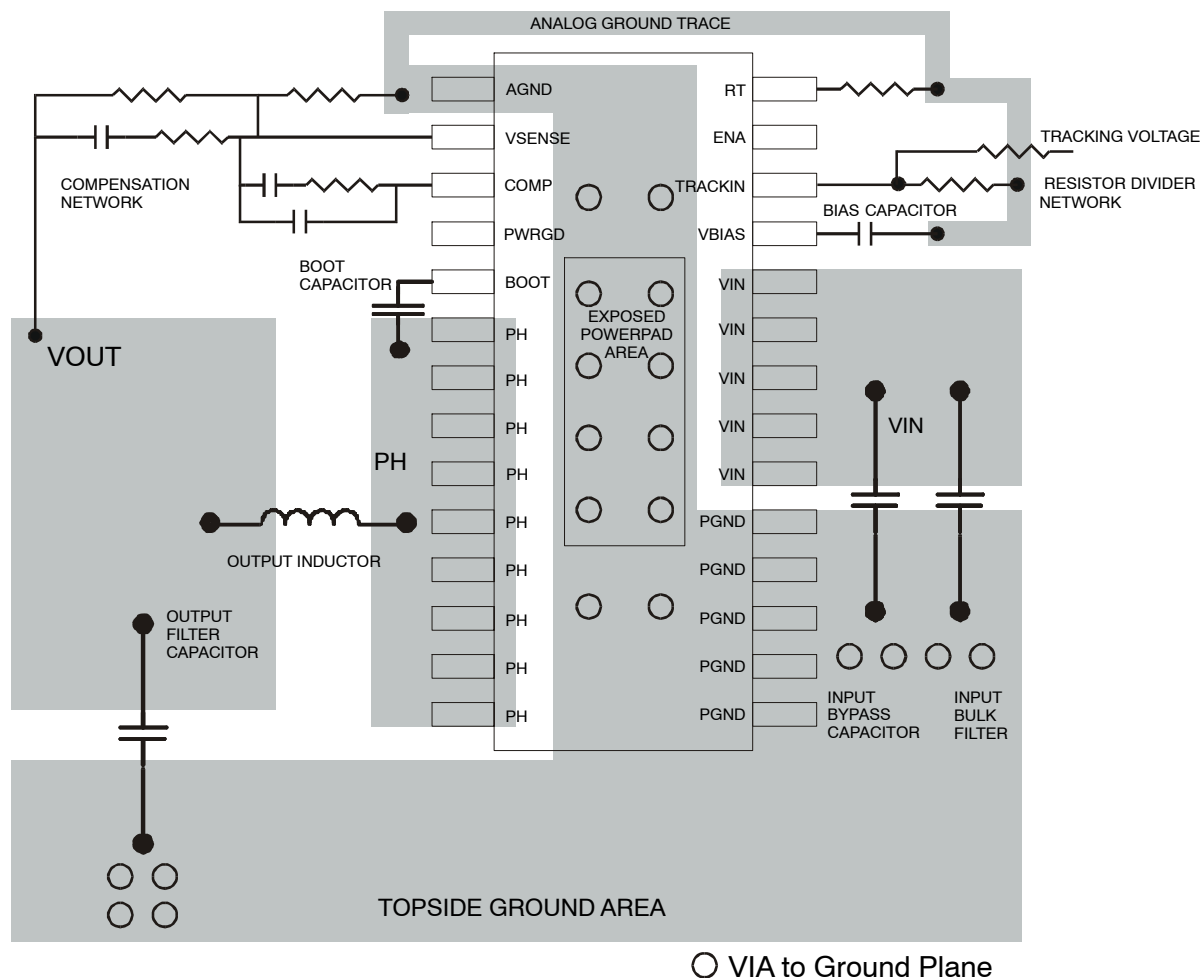 ANALOG GROUND TRACE
AGND
RT
VSENSE
ENA
TRACKING VOLTAGE
COMPENSATION
NETWORK
COMP
TRACKIN
RESISTOR DIVIDER
NETWORK
BIAS CAPACITOR
PWRGD
VBIAS
BOOT
CAPACITOR
BOOT
VIN
EXPOSED
POWERPAD
AREA
PH
VIN
VOUT
PH
VIN
PH
VIN
VIN
PH
PH
VIN
PH
PGND
OUTPUT INDUCTOR
PH
PGND
OUTPUT
FILTER
CAPACITOR
PH
PGND
PH
PGND
PH
PGND
INPUT
BYPASS
CAPACITOR
INPUT
BULK
FILTER
TOPSIDE GROUND AREA
VIA to Ground Plane